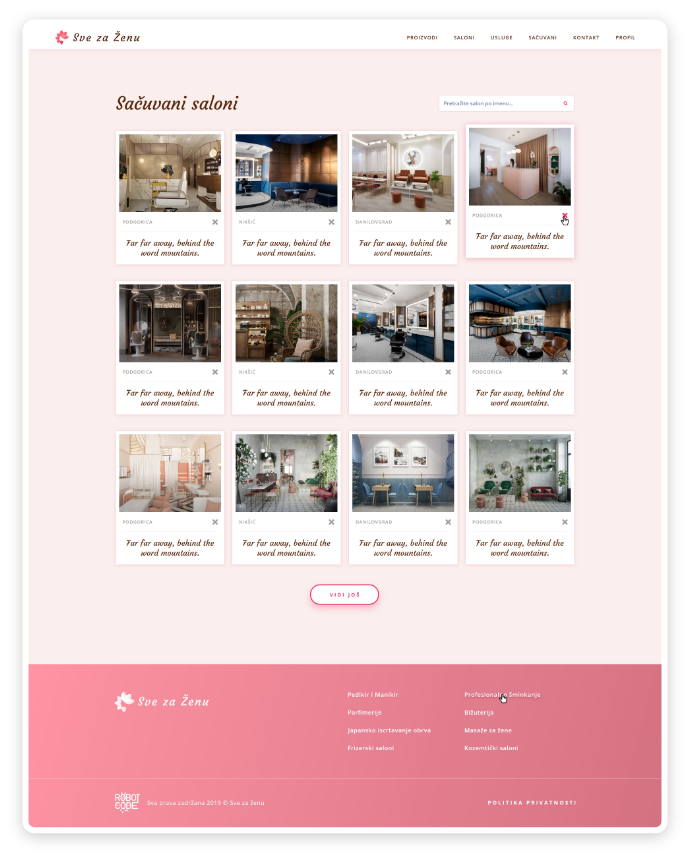 Sve za Ženu
PROIZVODI SALONI USLUGE SAČUVANI KONTAKT PROFIL
Sačuvani saloni
Pretražite salon po imenu...
PODGORICA
Far far away, behind the
word mountains.
NIKŠIĆ
Far far away, behind the
word mountains.
DANILOVGRAD
Far far away, behind the
word mountains.
PODGORICA
Far far away, behind the
word mountains.
PODGORICA
Far far away, behind the
word mountains.
NIKŠIĆ
Far far away, behind the
word mountains.
DANILOVGRAD
Far far away, behind the
word mountains.
PODGORICA
Far far away, behind the
word mountains.
PODGORICA
Far far away, behind the
word mountains.
NIKŠIĆ
Far far away, behind the
word mountains.
DANILOVGRAD
Far far away, behind the
word mountains.
PODGORICA
Far far away, behind the
word mountains.
VIDI JOŠ
Sve za Ženu
Pedikir i Manikir
Parfimerije
Japansko iscrtavanje obrva
Frizerski saloni
Profesionalno šminkanje
Bižuterija
Masaže za žene
Kozemtički saloni
ROBOT
CODE
Sva prava zadržana 2019 © Sve za ženu
POLITIKA PRIVATNOSTI